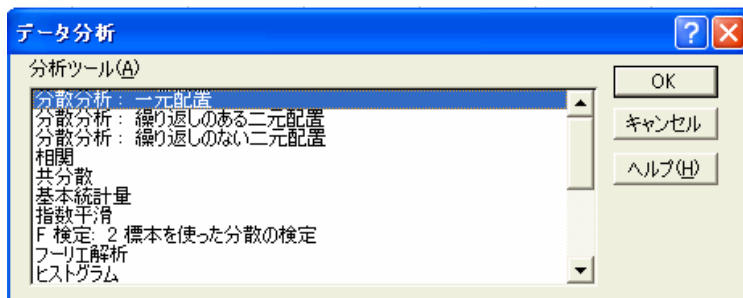 データ分析
分析ツール(A)
分散分析: 一元配置
分散分析: 繰り返しのある二元配置
分散分析: 繰り返しのない二元配置
相関
共分散
基本統計量
指数平滑
F 検定: 2 標本を使った分散の検定
フーリエ解析
ヒストグラム
OK
キャンセル
ヘルプ(H)